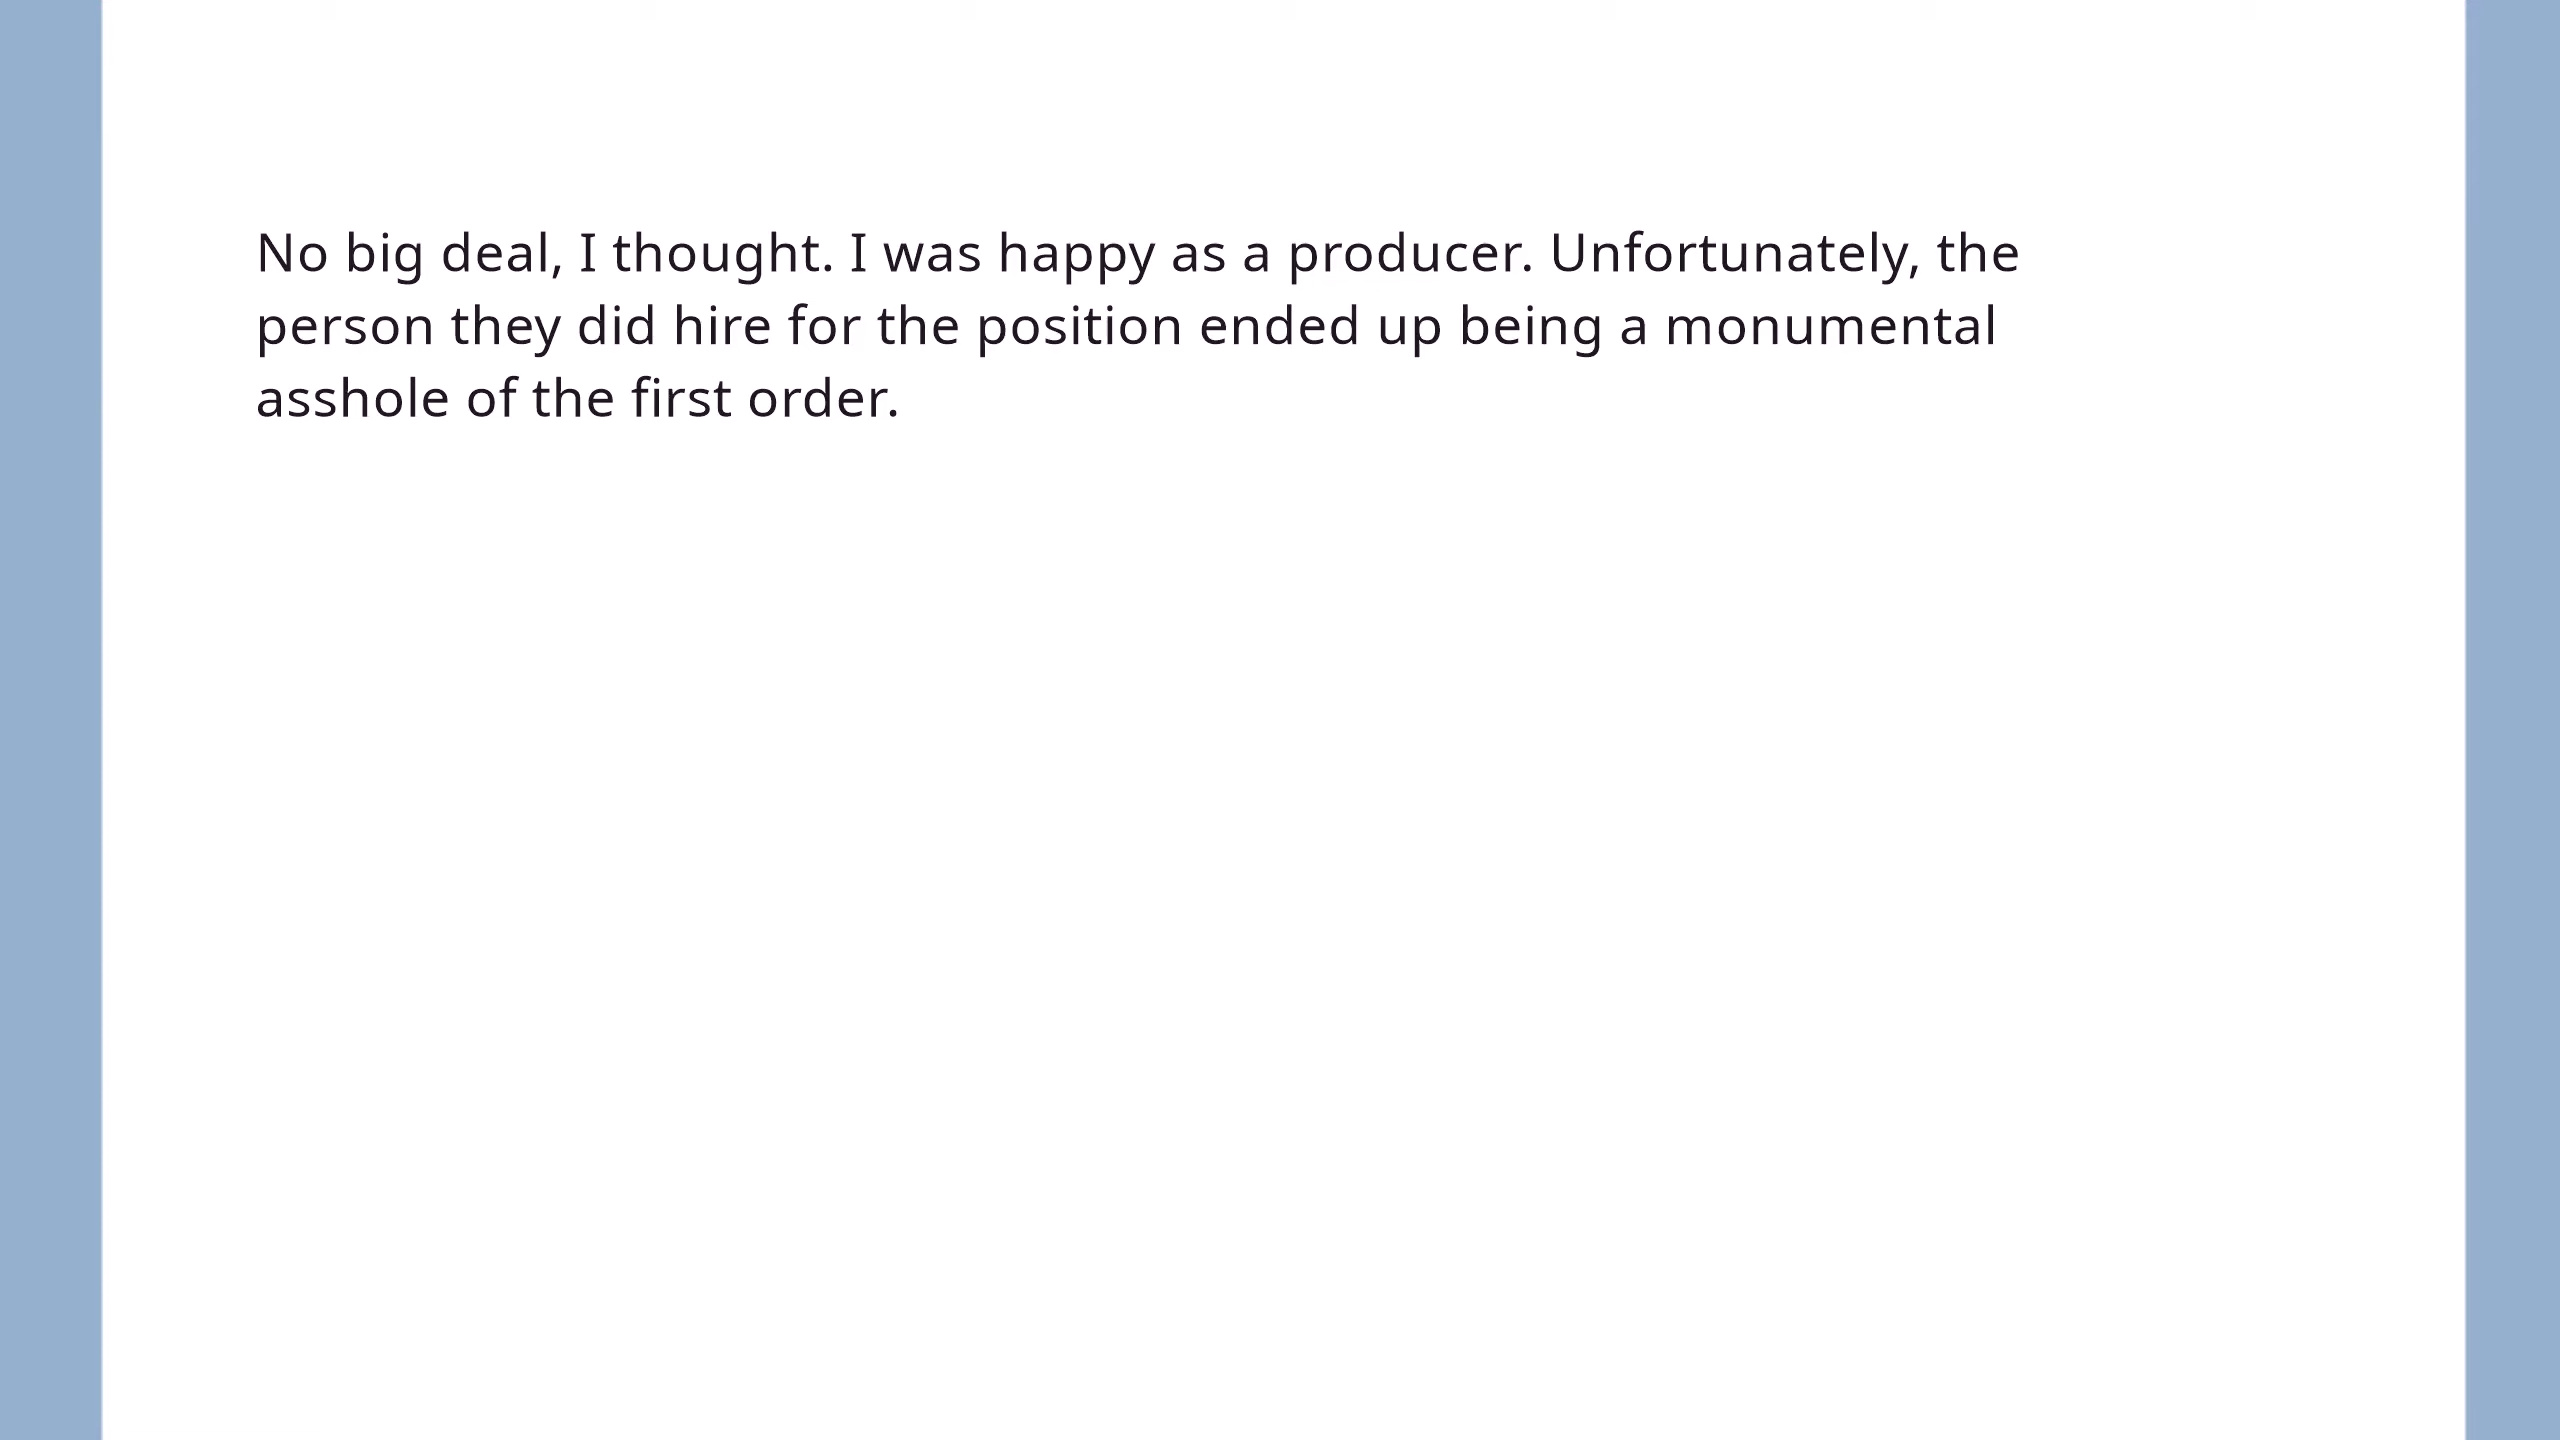 No big deal, I thought. I was happy as a producer. Unfortunately, the
person they did hire for the position ended up being a monumental
asshole of the first order.